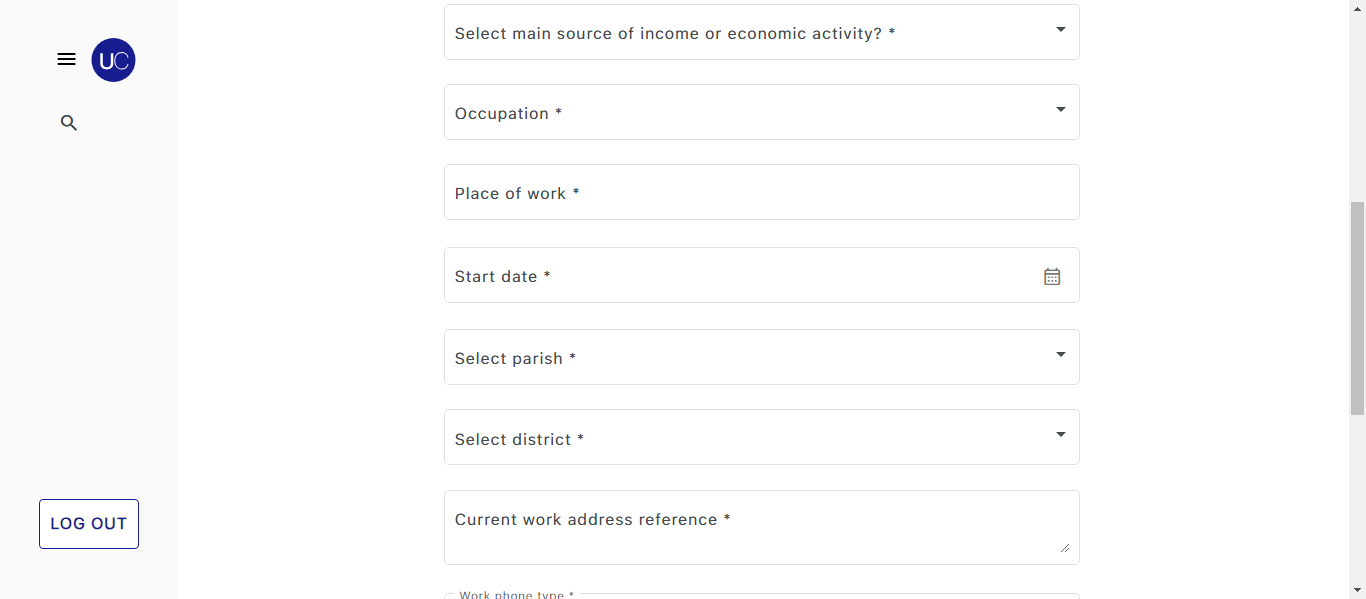 UC
Select main source of income or economic activity? *
Occupation *
Place of work *
Start date *
Select parish *
Select district *
LOG OUT
Current work address reference *
Work phone type *